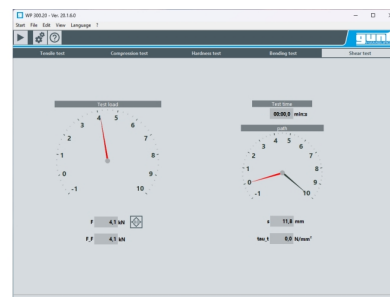 WP 300.20 - Ver. 20.1.6.0
Start File Edit View Language ?
gunt
Tensile test Compression test Hardness test Bending test Shear test
Test load
-1 0 1 2 3 4 5 6 7 8 9 10
F 4,1 kN
F_F 4,1 kN
Test time
00:00,0 min:s
path
-1 0 1 2 3 4 5 6 7 8 9 10
s 11,8 mm
tau_t 0,0 N/mm²